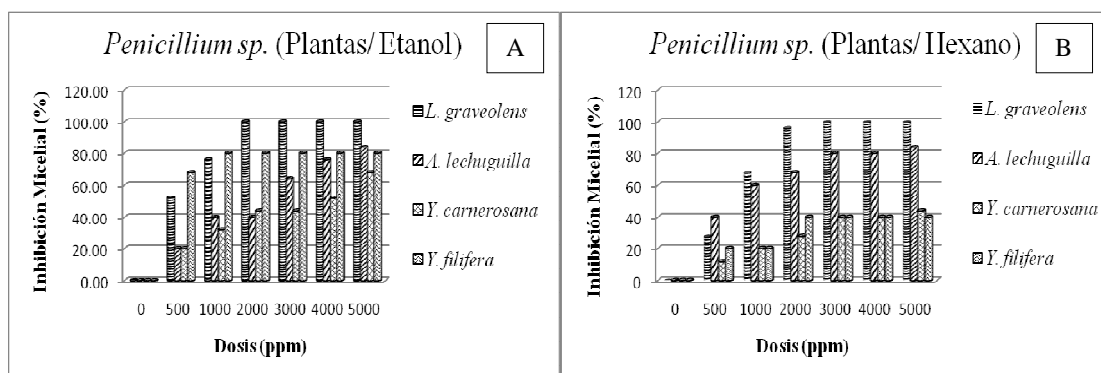 Penicillium sp. (Plantas/ Etanol)
A
Inhibición Micelial (%)
120.00
100.00
80.00
60.00
40.00
20.00
0.00
0 500 1000 2000 3000 4000 5000
Dosis (ppm)
L. graveolens
A. lechuguilla
Y. carnerosana
Y. filifera
Penicillium sp. (Plantas/ Hexano)
B
Inhibición Micelial (%)
120
100
80
60
40
20
0
0 500 1000 2000 3000 4000 5000
Dosis (ppm)
L. graveolens
A. lechuguilla
Y. carnerosana
Y. filifera